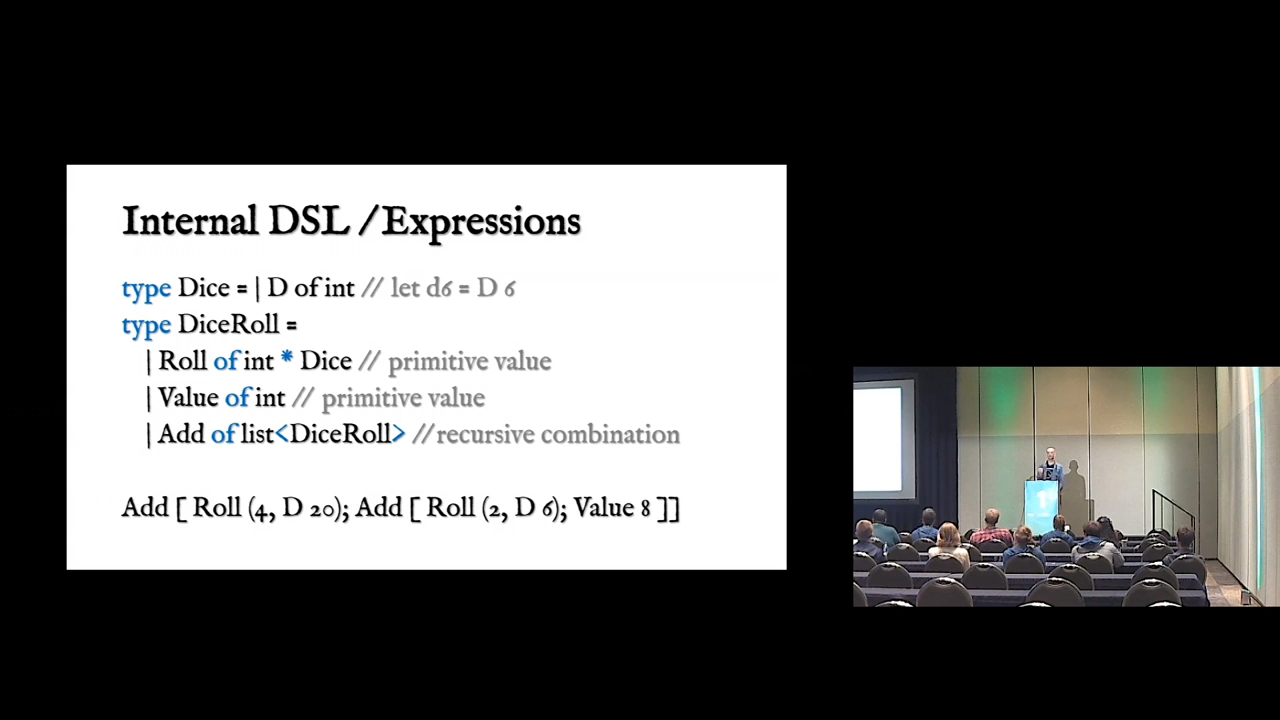 Internal DSL / Expressions
type Dice = | D of int // let d6 = D 6
type DiceRoll =
| Roll of int * Dice // primitive value
| Value of int // primitive value
| Add of list<DiceRoll> //recursive combination
Add [ Roll (4, D 20); Add [ Roll (2, D 6); Value 8 ]]